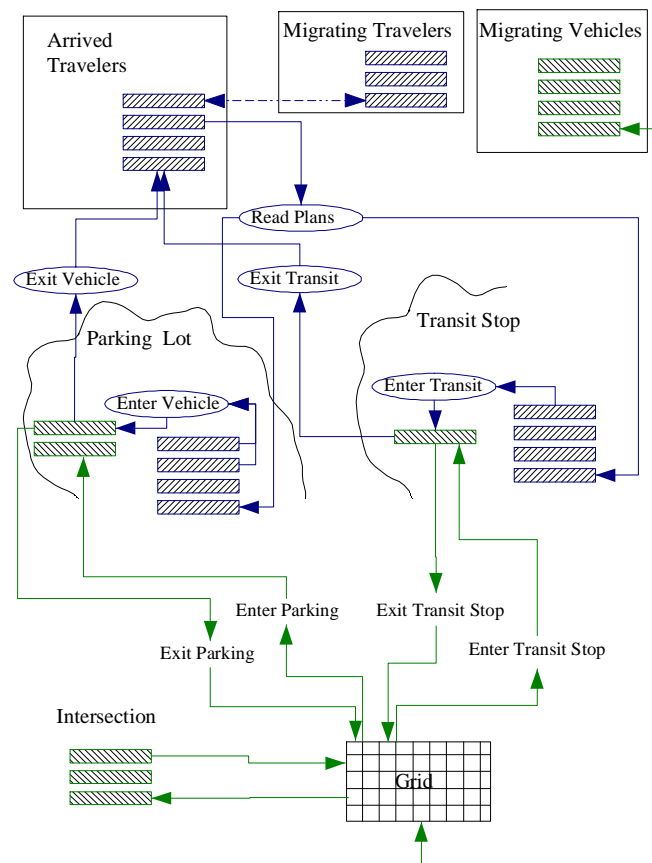 Arrived
Travelers
Migrating Travelers
Migrating Vehicles
Read Plans
Exit Vehicle
Exit Transit
Parking Lot
Transit Stop
Enter Vehicle
Enter Transit
Enter Parking
Exit Transit Stop
Exit Parking
Enter Transit Stop
Intersection
Grid